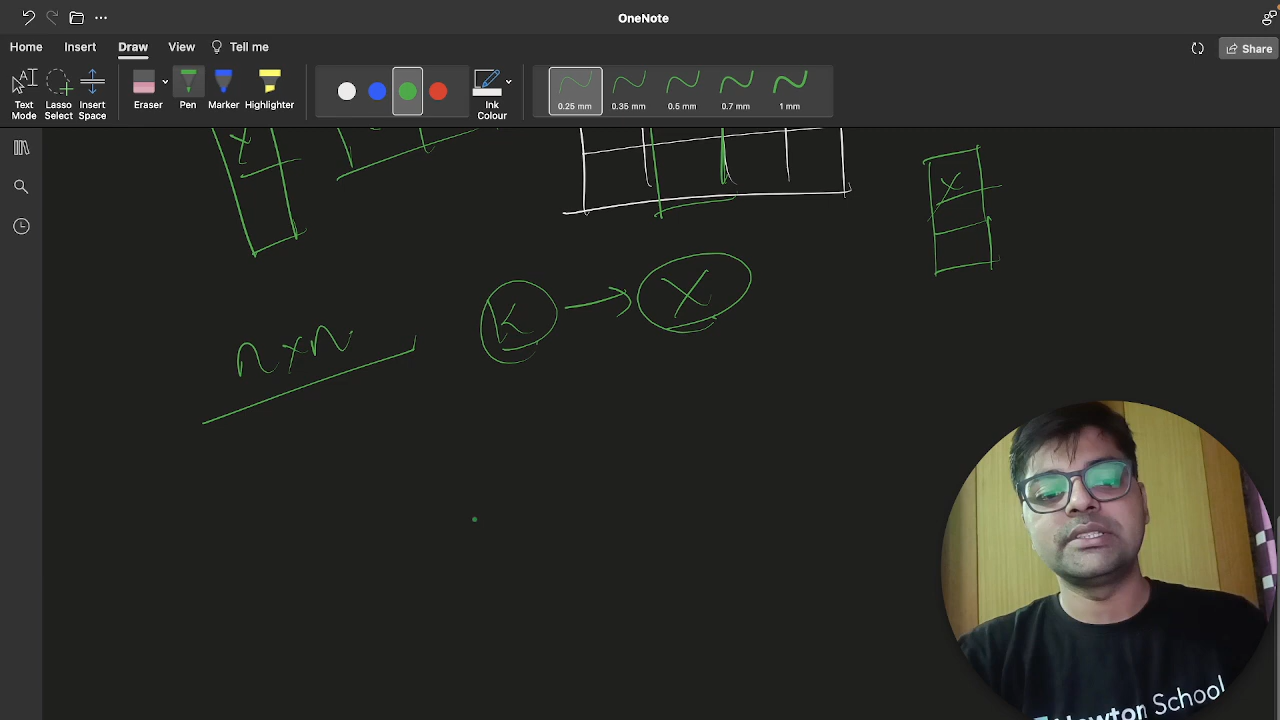 OneNote
Home Insert Draw View Tell me
Share
Text Mode
Lasso Select
Insert Space
Eraser
Pen
Marker
Highlighter
Ink Colour
0.25 mm
0.35 mm
0.5 mm
0.7 mm
1 mm
X
X
K → X
n×n
Newton School